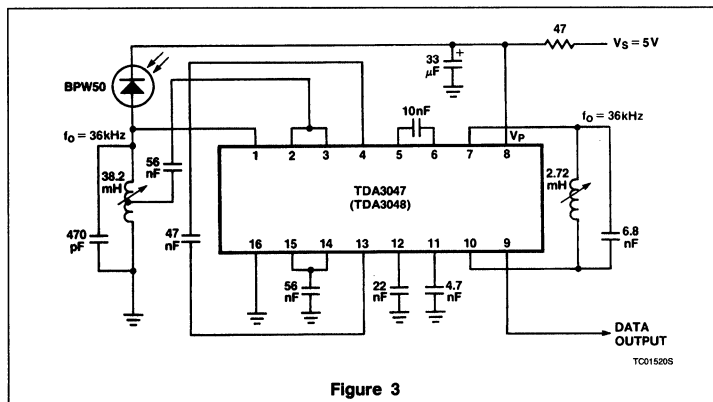 47
V_S = 5V
33 µF
+
BPW50
10nF
f_O = 36kHz
f_O = 36kHz
V_P
1 2 3 4 5 6 7 8
56 nF
38.2 mH
TDA3047
(TDA3048)
2.72 mH
470 pF
47 nF
6.8 nF
16 15 14 13 12 11 10 9
56 nF
22 nF
4.7 nF
DATA
OUTPUT
TC01520S
Figure 3